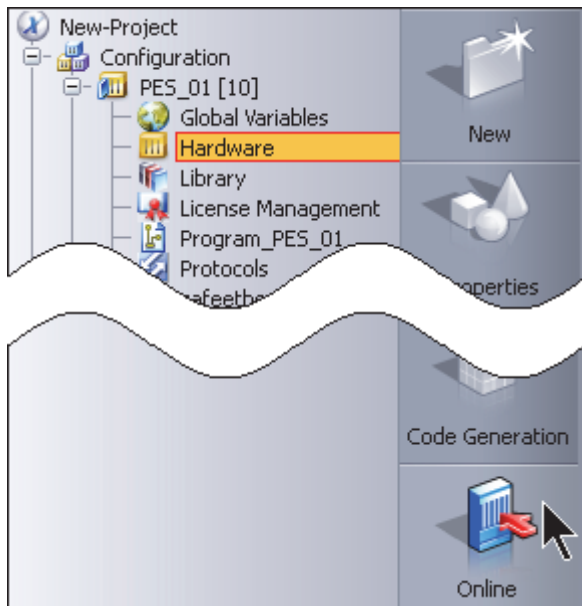 New-Project
Configuration
PES_01 [10]
Global Variables
Hardware
Library
License Management
Program_PES_01
Protocols
New
Code Generation
Online